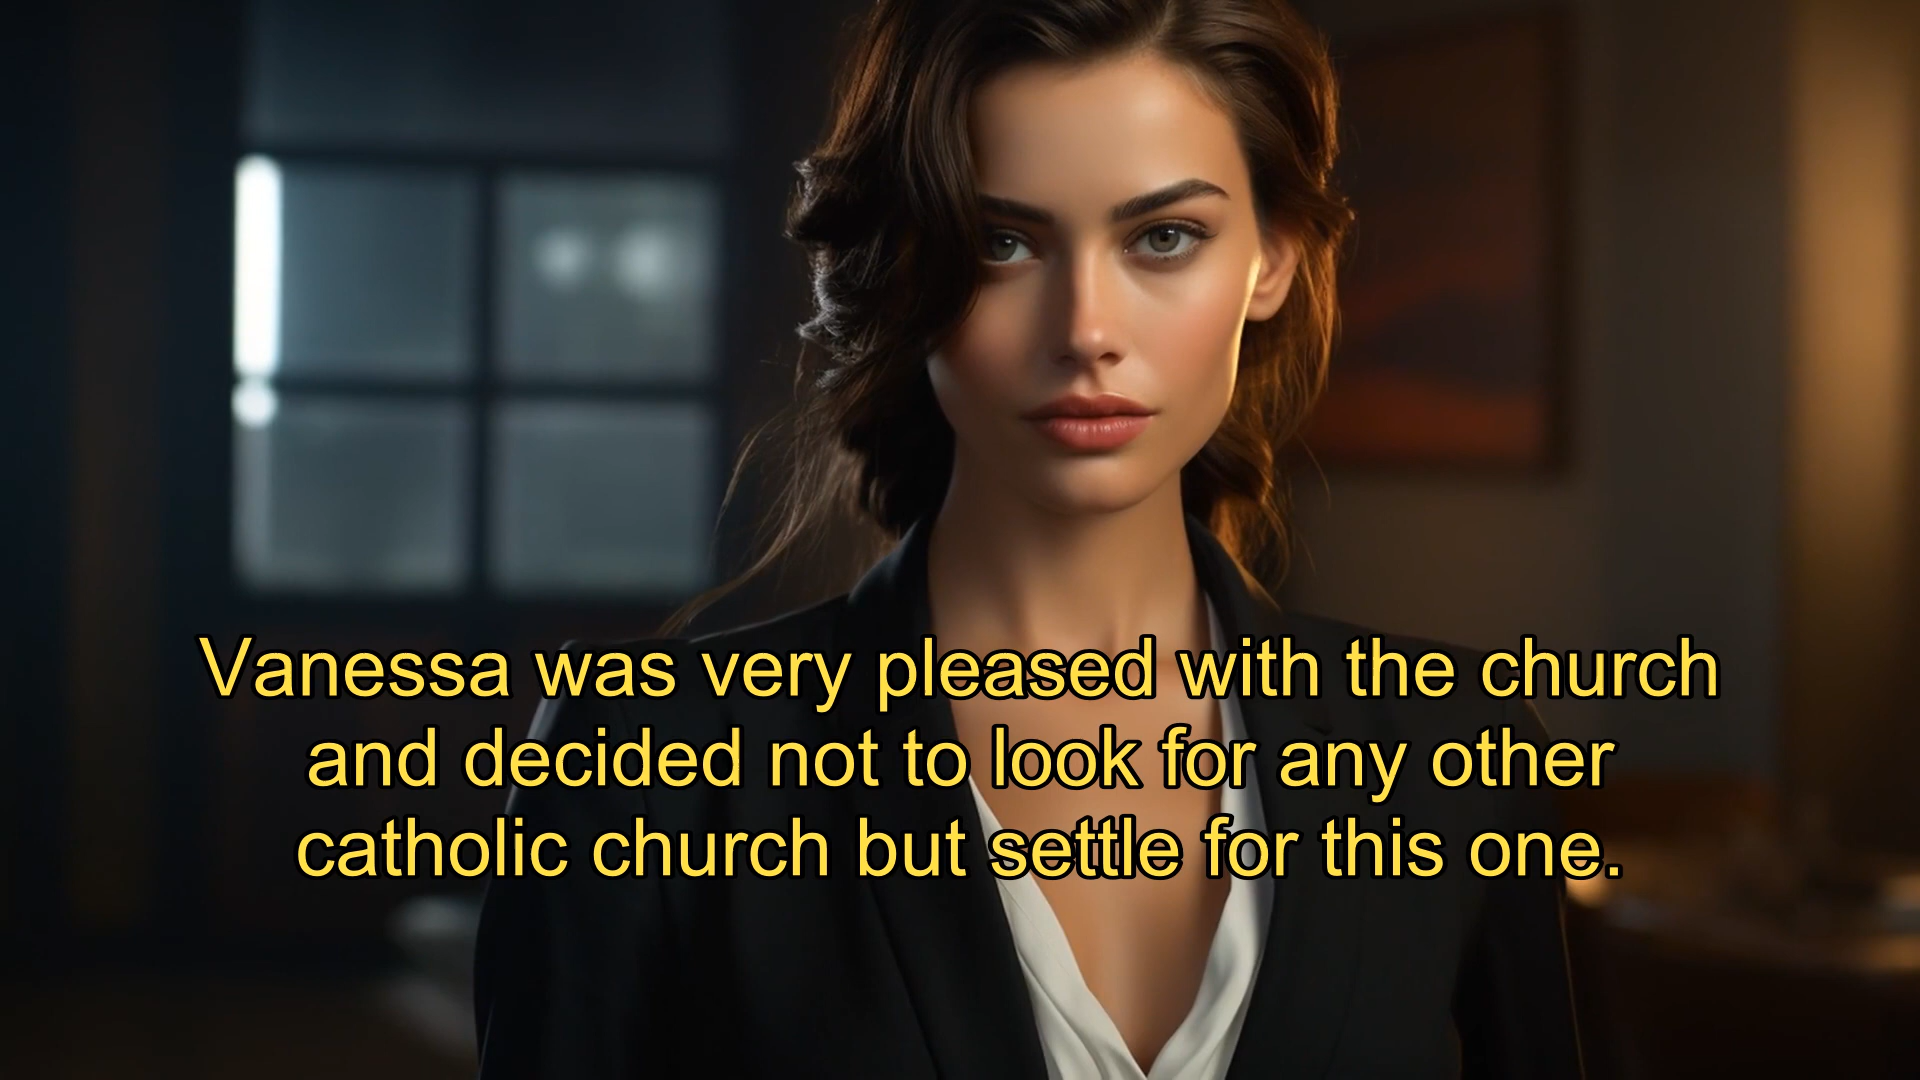 Vanessa was very pleased with the church
and decided not to look for any other
catholic church but settle for this one.